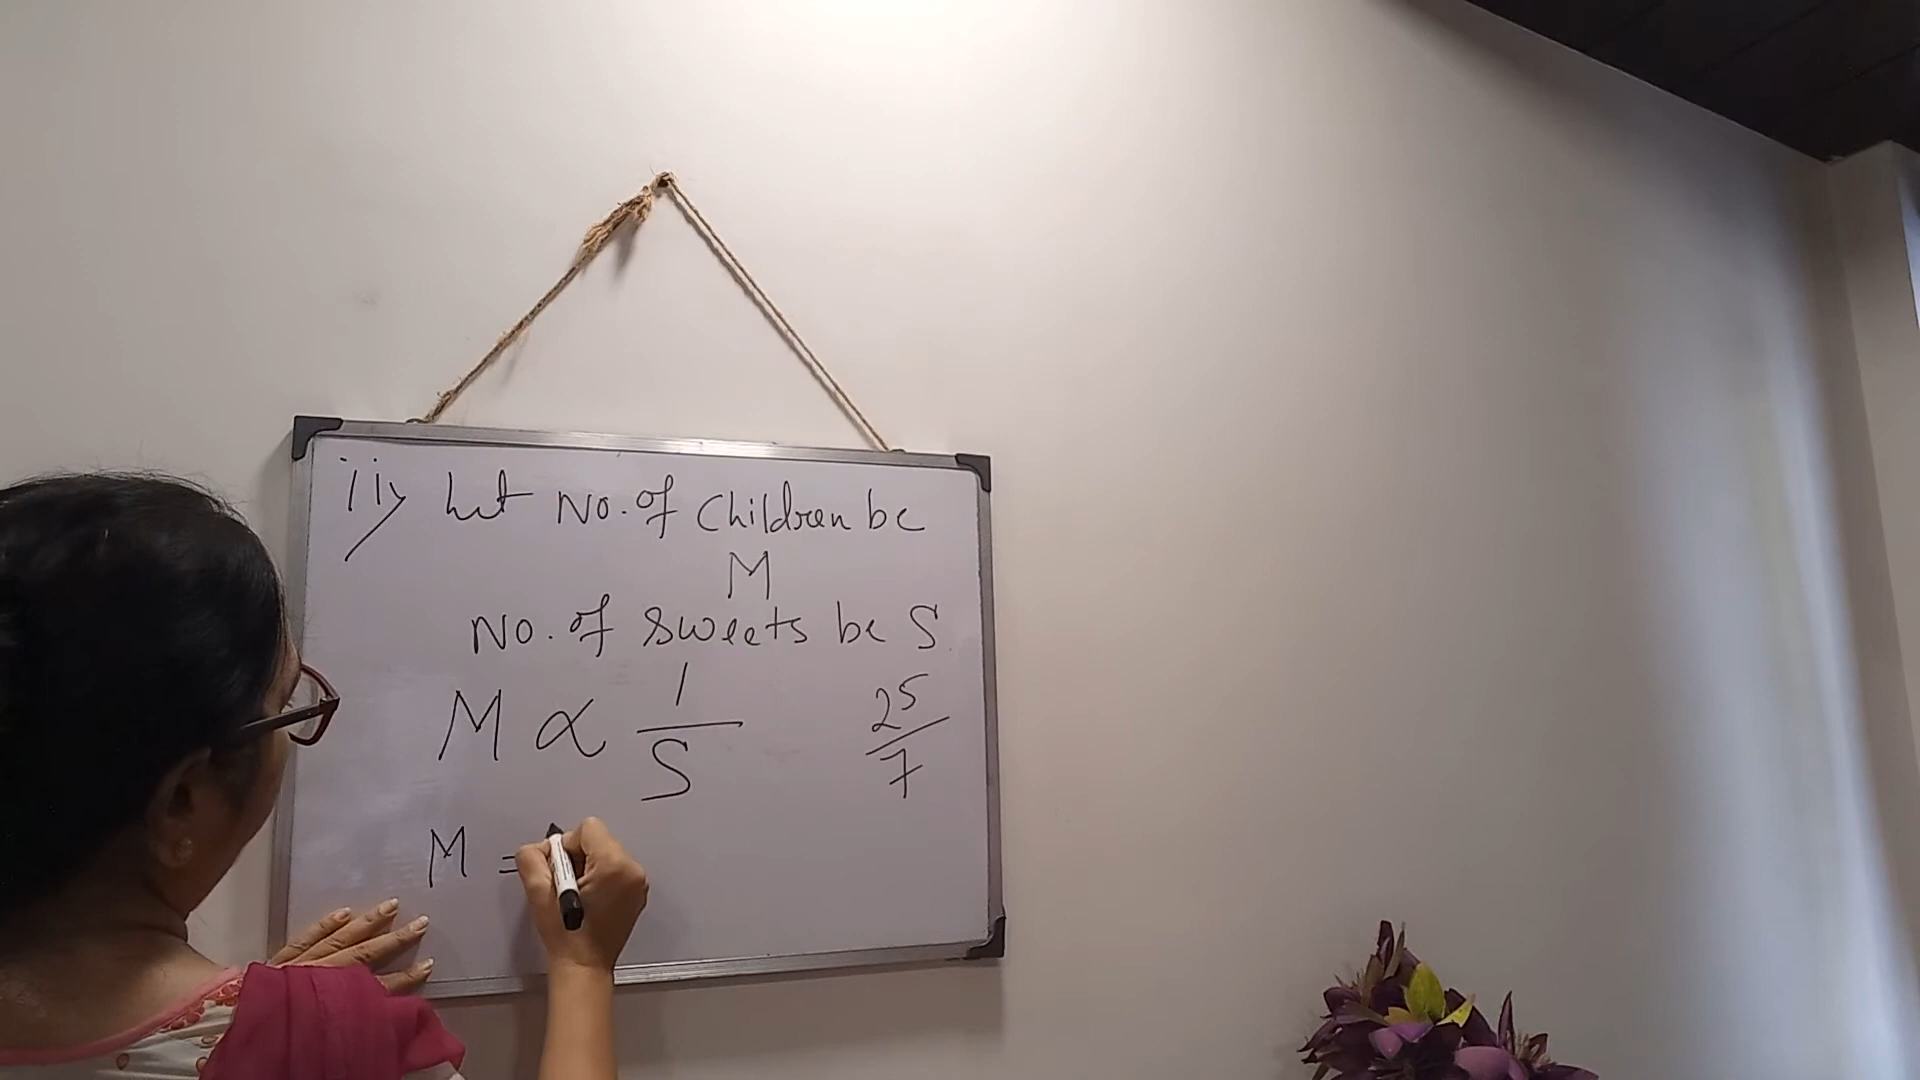 ii) Let No. of Children be
M
No. of sweets be S
M ∝ 1/S
25/7
M =